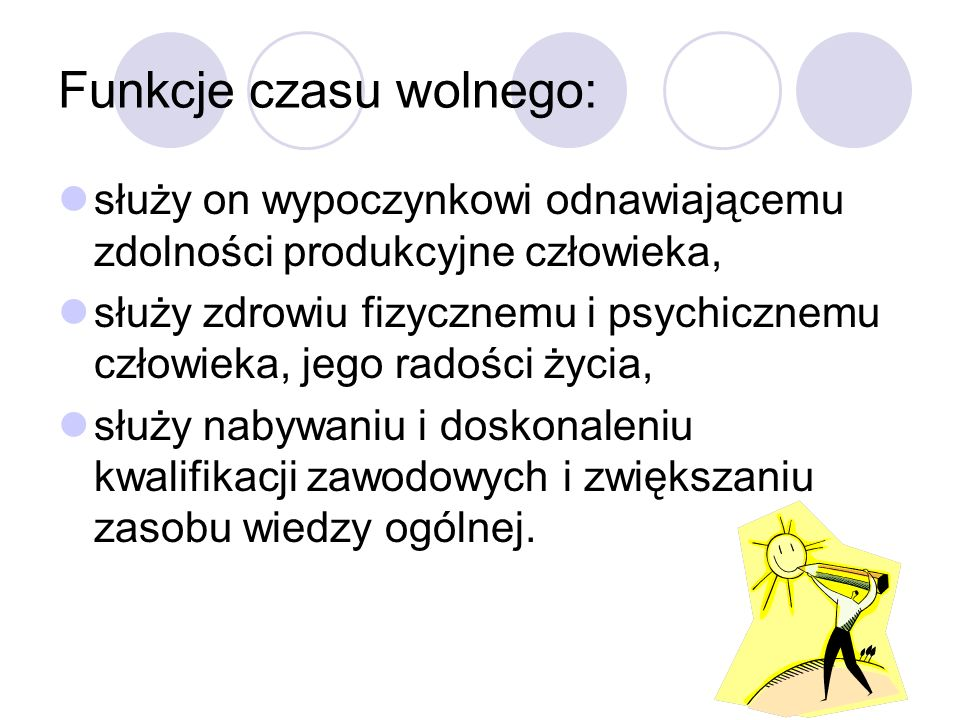 Funkcje czasu wolnego:
służy on wypoczynkowi odnawiającemu
zdolności produkcyjne człowieka,
służy zdrowiu fizycznemu i psychicznemu
człowieka, jego radości życia,
służy nabywaniu i doskonaleniu
kwalifikacji zawodowych i zwiększaniu
zasobu wiedzy ogólnej.